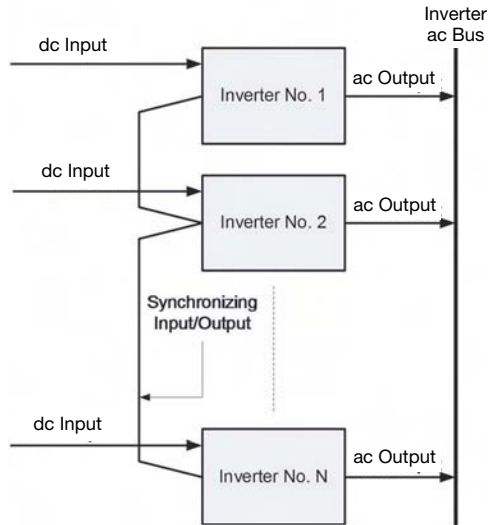 Inverter
ac Bus
dc Input
Inverter No. 1
ac Output
dc Input
Inverter No. 2
ac Output
Synchronizing
Input/Output
dc Input
Inverter No. N
ac Output